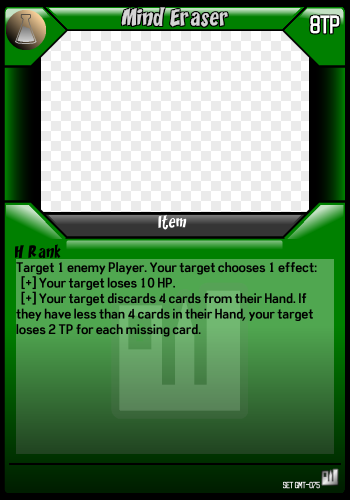 Mind Eraser
8TP
Item
H Rank
Target 1 enemy Player. Your target chooses 1 effect:
[+] Your target loses 10 HP.
[+] Your target discards 4 cards from their Hand. If
they have less than 4 cards in their Hand, your target
loses 2 TP for each missing card.
SET GMT-075